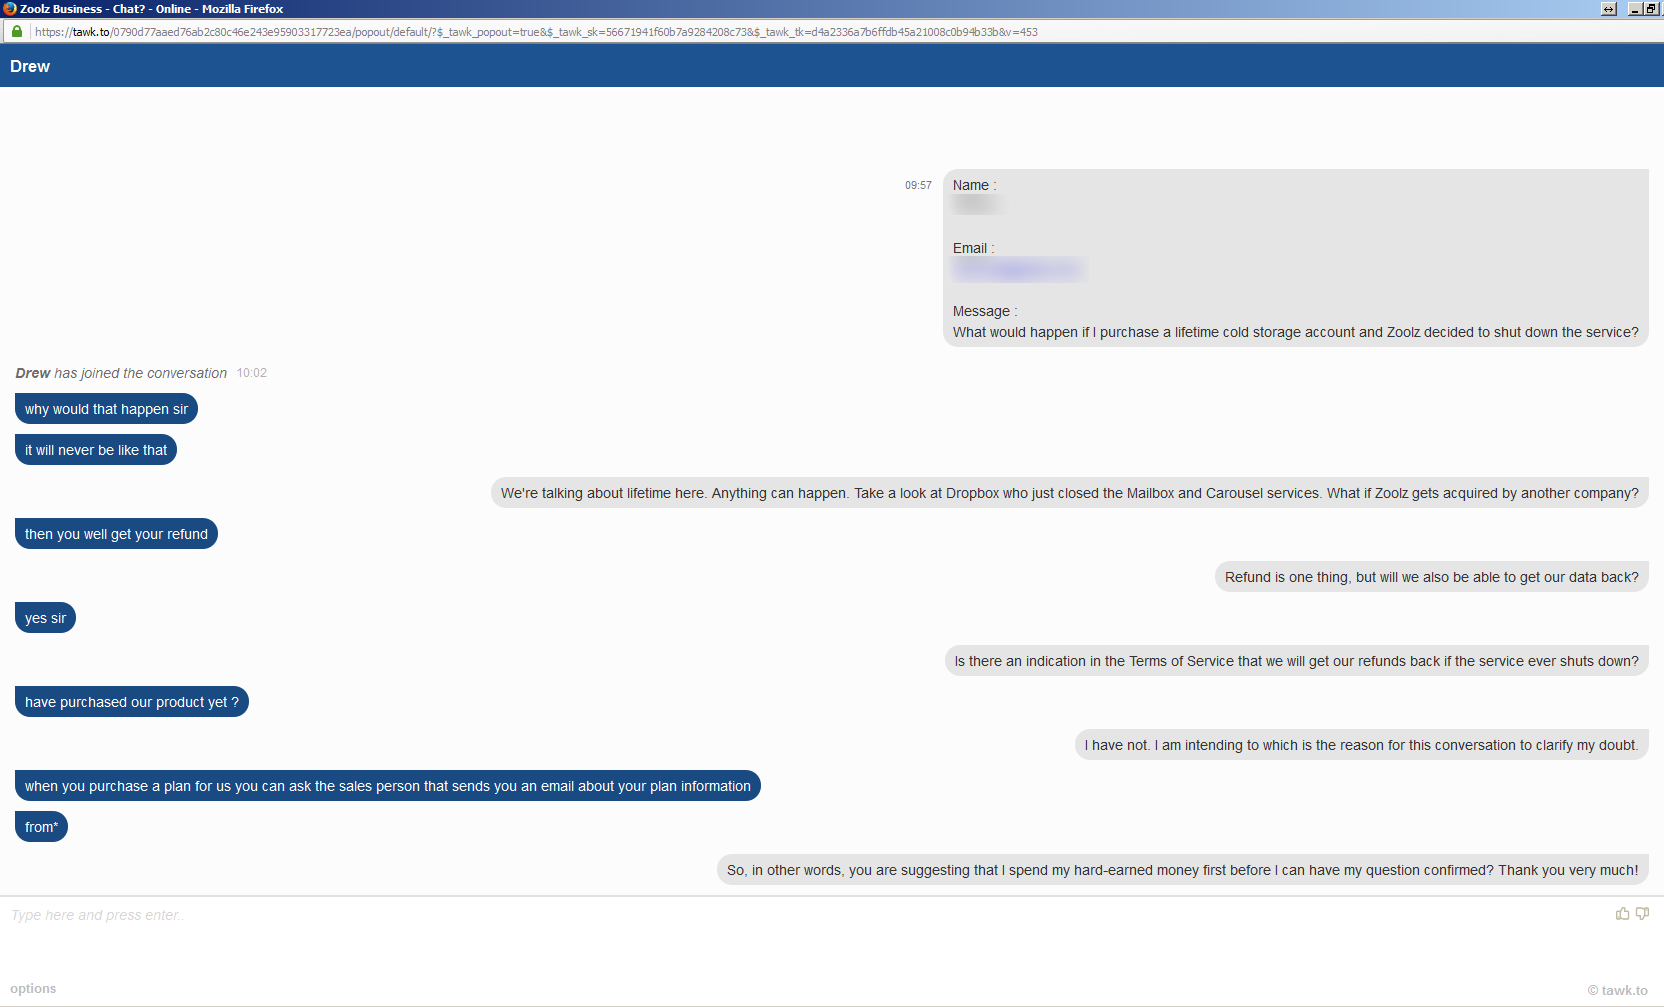 Zoolz Business - Chat? - Online - Mozilla Firefox
https://tawk.to/0790d77aaed76ab2c80c46e243e95903317723ea/popout/default/?$_tawk_popout=true&$_tawk_sk=56671941f60b7a9284208c73&$_tawk_tk=d4a2336a7b6ffdb45a21008c0b94b33b&v=453
Drew
09:57
Name :
Email :
Message :
What would happen if I purchase a lifetime cold storage account and Zoolz decided to shut down the service?
Drew has joined the conversation 10:02
why would that happen sir
it will never be like that
We're talking about lifetime here. Anything can happen. Take a look at Dropbox who just closed the Mailbox and Carousel services. What if Zoolz gets acquired by another company?
then you well get your refund
Refund is one thing, but will we also be able to get our data back?
yes sir
Is there an indication in the Terms of Service that we will get our refunds back if the service ever shuts down?
have purchased our product yet ?
I have not. I am intending to which is the reason for this conversation to clarify my doubt.
when you purchase a plan for us you can ask the sales person that sends you an email about your plan information
from*
So, in other words, you are suggesting that I spend my hard-earned money first before I can have my question confirmed? Thank you very much!
Type here and press enter..
options
© tawk.to